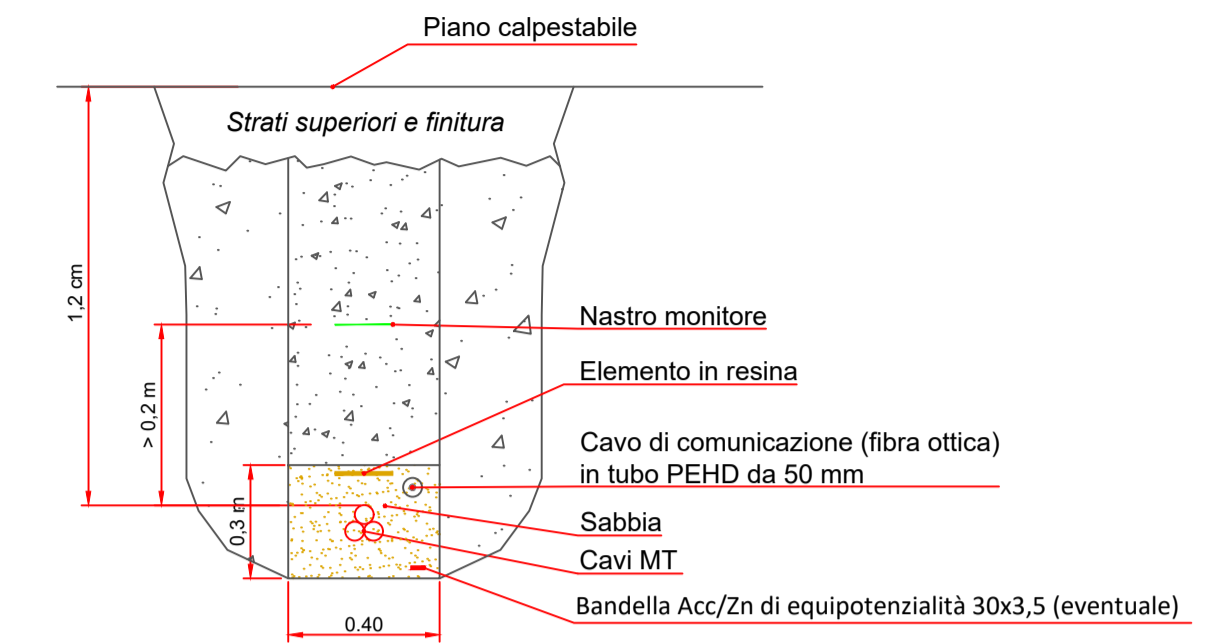 Piano calpestabile
Strati superiori e finitura
1,2 cm
Nastro monitore
> 0,2 m
Elemento in resina
Cavo di comunicazione (fibra ottica)
in tubo PEHD da 50 mm
0,3 m
Sabbia
Cavi MT
Bandella Acc/Zn di equipotenzialità 30x3,5 (eventuale)
0.40